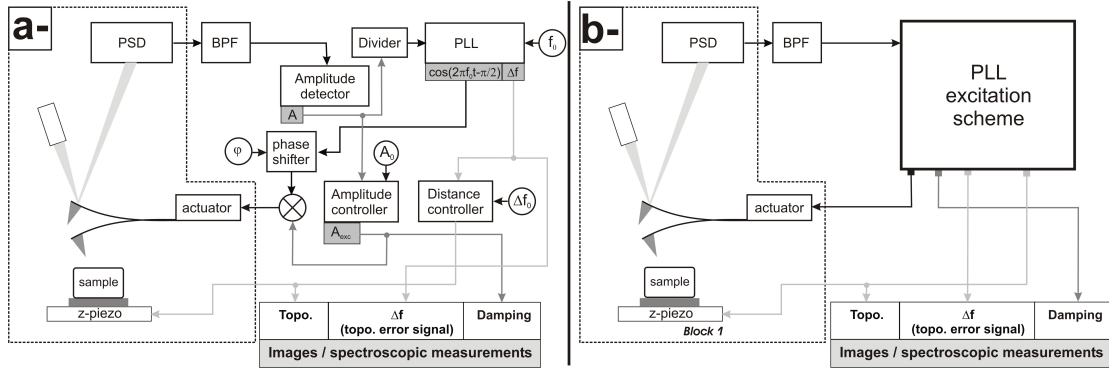 a-
PSD
BPF
Divider
PLL
f₀
cos(2πf₀t-π/2)
Δf
Amplitude
detector
A
φ
phase
shifter
A₀
Amplitude
controller
A_exc
Distance
controller
Δf₀
actuator
sample
z-piezo
Topo.
Δf
(topo. error signal)
Damping
Images / spectroscopic measurements
b-
PSD
BPF
PLL
excitation
scheme
actuator
sample
z-piezo
Block 1
Topo.
Δf
(topo. error signal)
Damping
Images / spectroscopic measurements